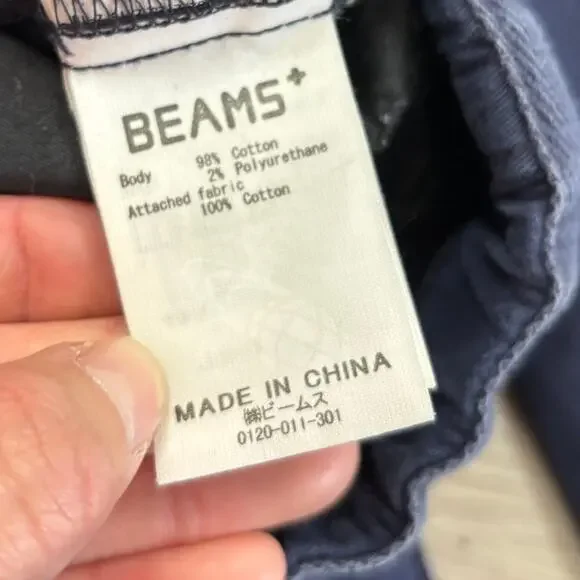 BEAMS+
Body 98% Cotton
2% Polyurethane
Attached fabric
100% Cotton
MADE IN CHINA
㈱ビームス
0120-011-301